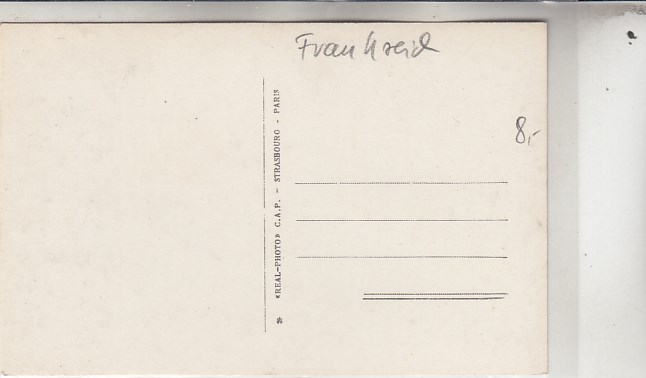 Frankreich
8,-
«REAL-PHOTO» C.A.P. - STRASBOURG - PARIS